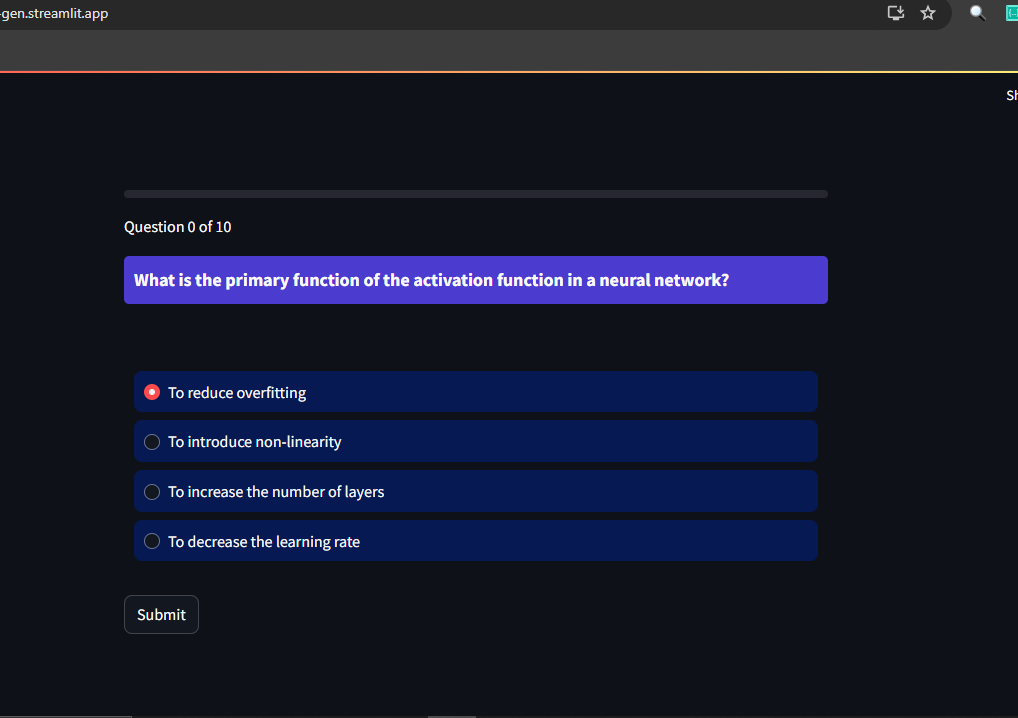 -gen.streamlit.app
Sh
Question 0 of 10
What is the primary function of the activation function in a neural network?
To reduce overfitting
To introduce non-linearity
To increase the number of layers
To decrease the learning rate
Submit